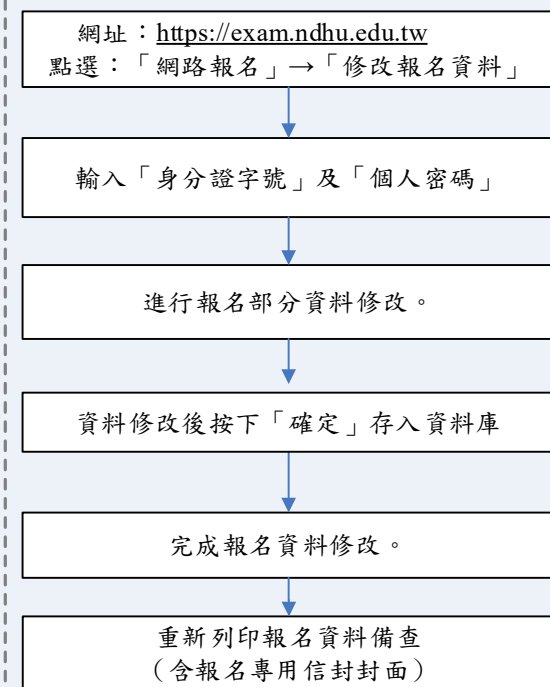 網址：https://exam.ndhu.edu.tw
點選：「網路報名」→「修改報名資料」
輸入「身分證字號」及「個人密碼」
進行報名部分資料修改。
資料修改後按下「確定」存入資料庫
完成報名資料修改。
重新列印報名資料備查
（含報名專用信封封面）